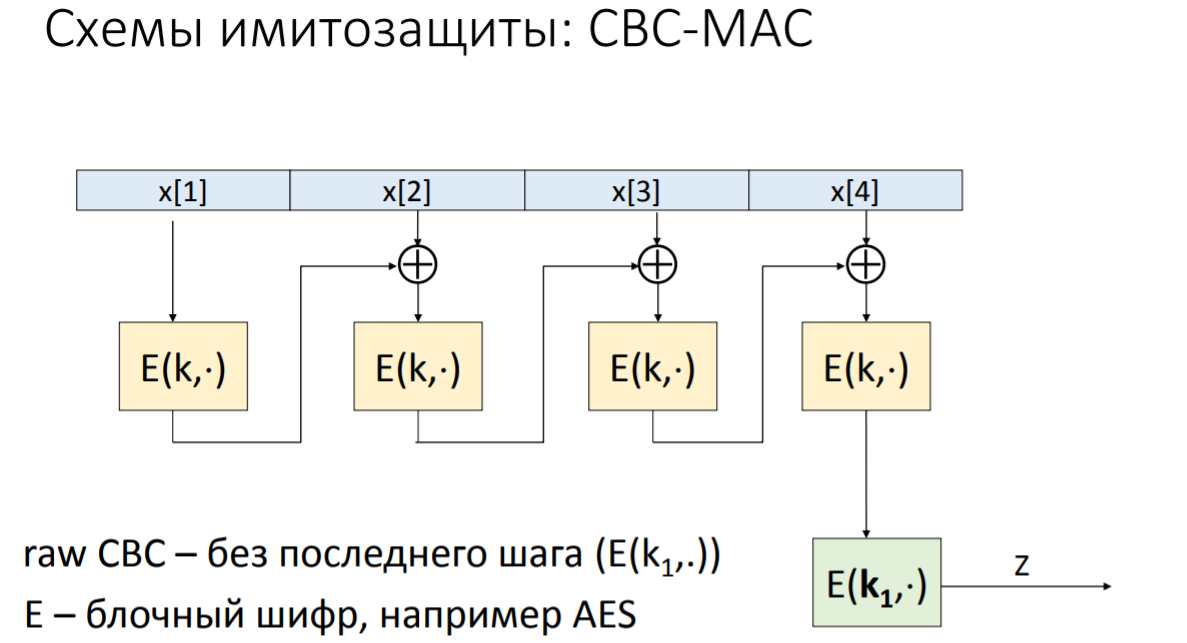 Схемы имитозащиты: CBC-MAC
x[1] x[2] x[3] x[4]
E(k,·) E(k,·) E(k,·) E(k,·)
raw CBC – без последнего шага (E(k₁,.))
E(k₁,·) z
E – блочный шифр, например AES